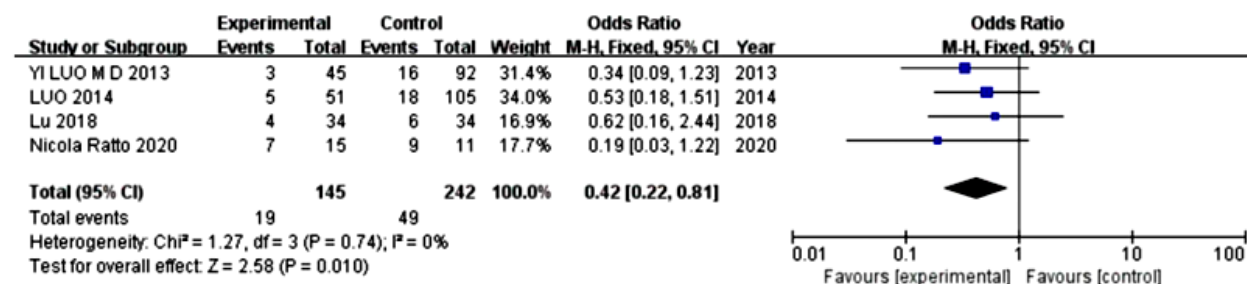 Experimental Control Odds Ratio Odds Ratio
Study or Subgroup Events Total Events Total Weight M-H, Fixed, 95% CI Year M-H, Fixed, 95% CI
YI LUO M D 2013 3 45 16 92 31.4% 0.34 [0.09, 1.23] 2013
LUO 2014 5 51 18 105 34.0% 0.53 [0.18, 1.51] 2014
Lu 2018 4 34 6 34 16.9% 0.62 [0.16, 2.44] 2018
Nicola Ratto 2020 7 15 9 11 17.7% 0.19 [0.03, 1.22] 2020
Total (95% CI) 145 242 100.0% 0.42 [0.22, 0.81]
Total events 19 49
Heterogeneity: Chi² = 1.27, df = 3 (P = 0.74); I² = 0%
Test for overall effect: Z = 2.58 (P = 0.010)
0.01 0.1 1 10 100
Favours [experimental] Favours [control]